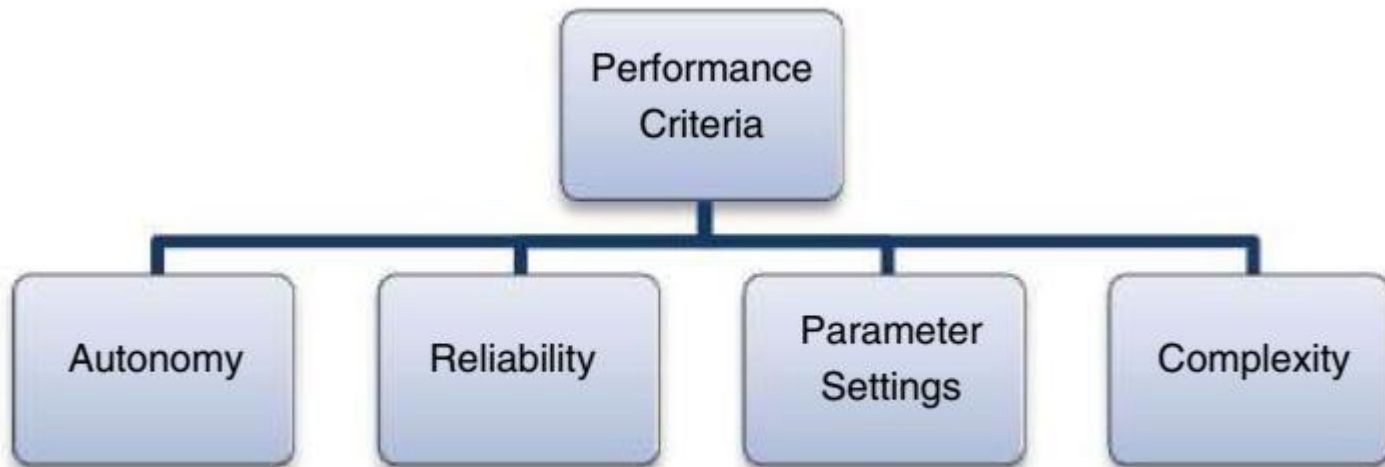 Performance
Criteria
Autonomy
Reliability
Parameter
Settings
Complexity